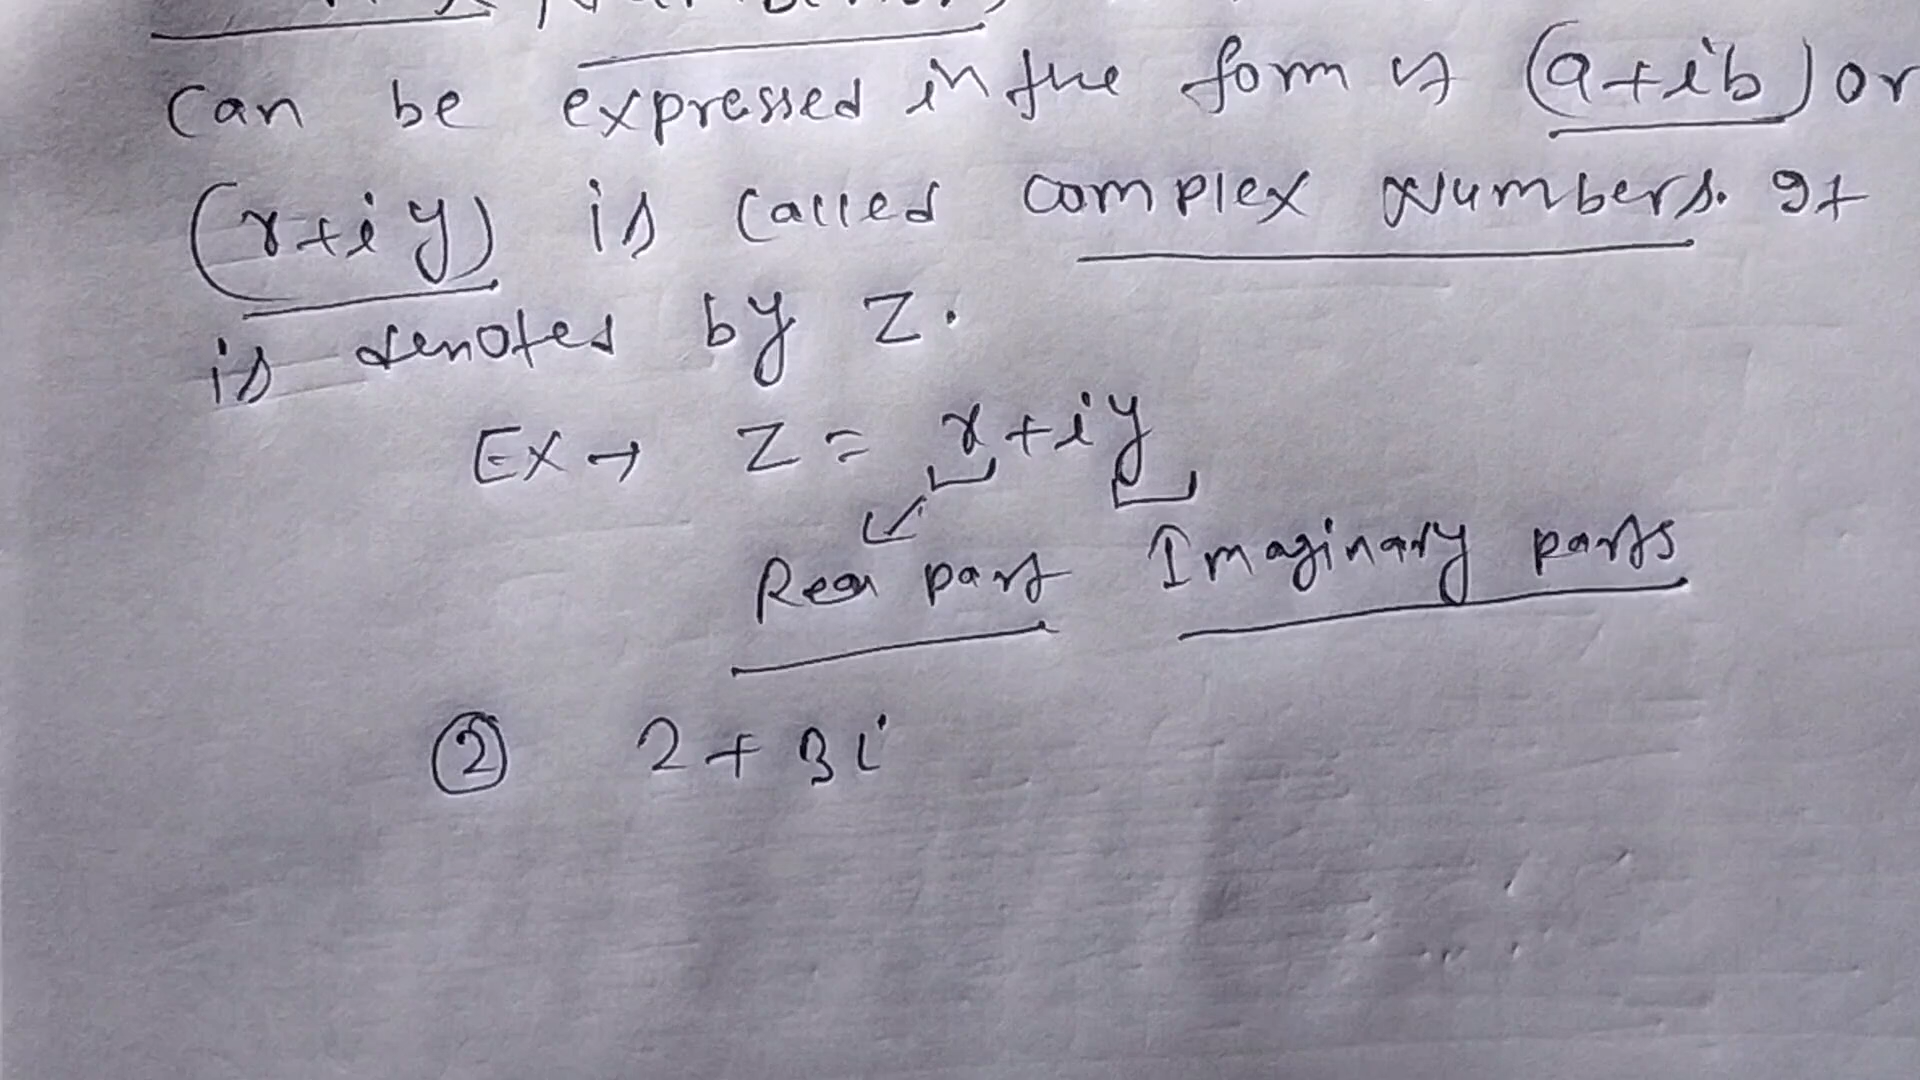 can be expressed in the form of (a+ib) or
(x+iy) is called complex Numbers. It
is denotes by Z.
Ex → Z = x+iy
Real part Imaginary parts
② 2+3i